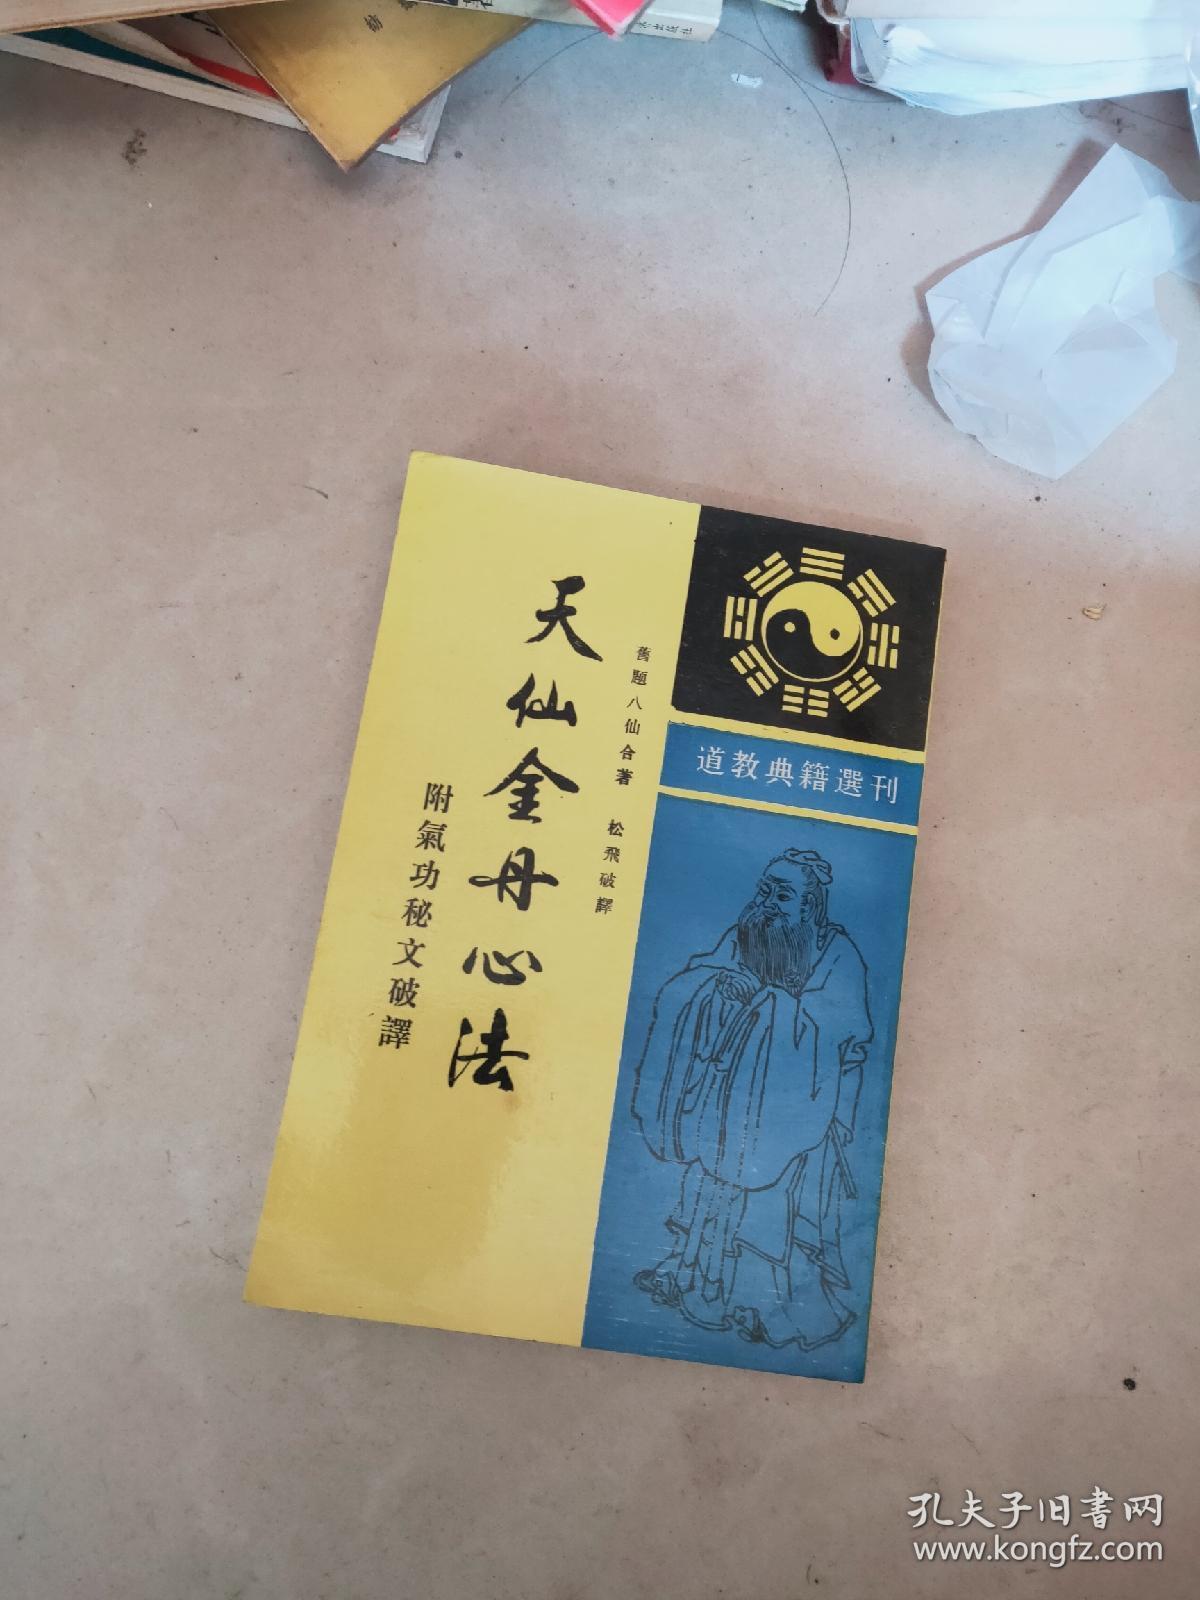 道教典籍選刊
舊題八仙合著 松飛破譯
天仙金丹心法
附氣功秘文破譯
孔夫子旧书网
www.kongfz.com